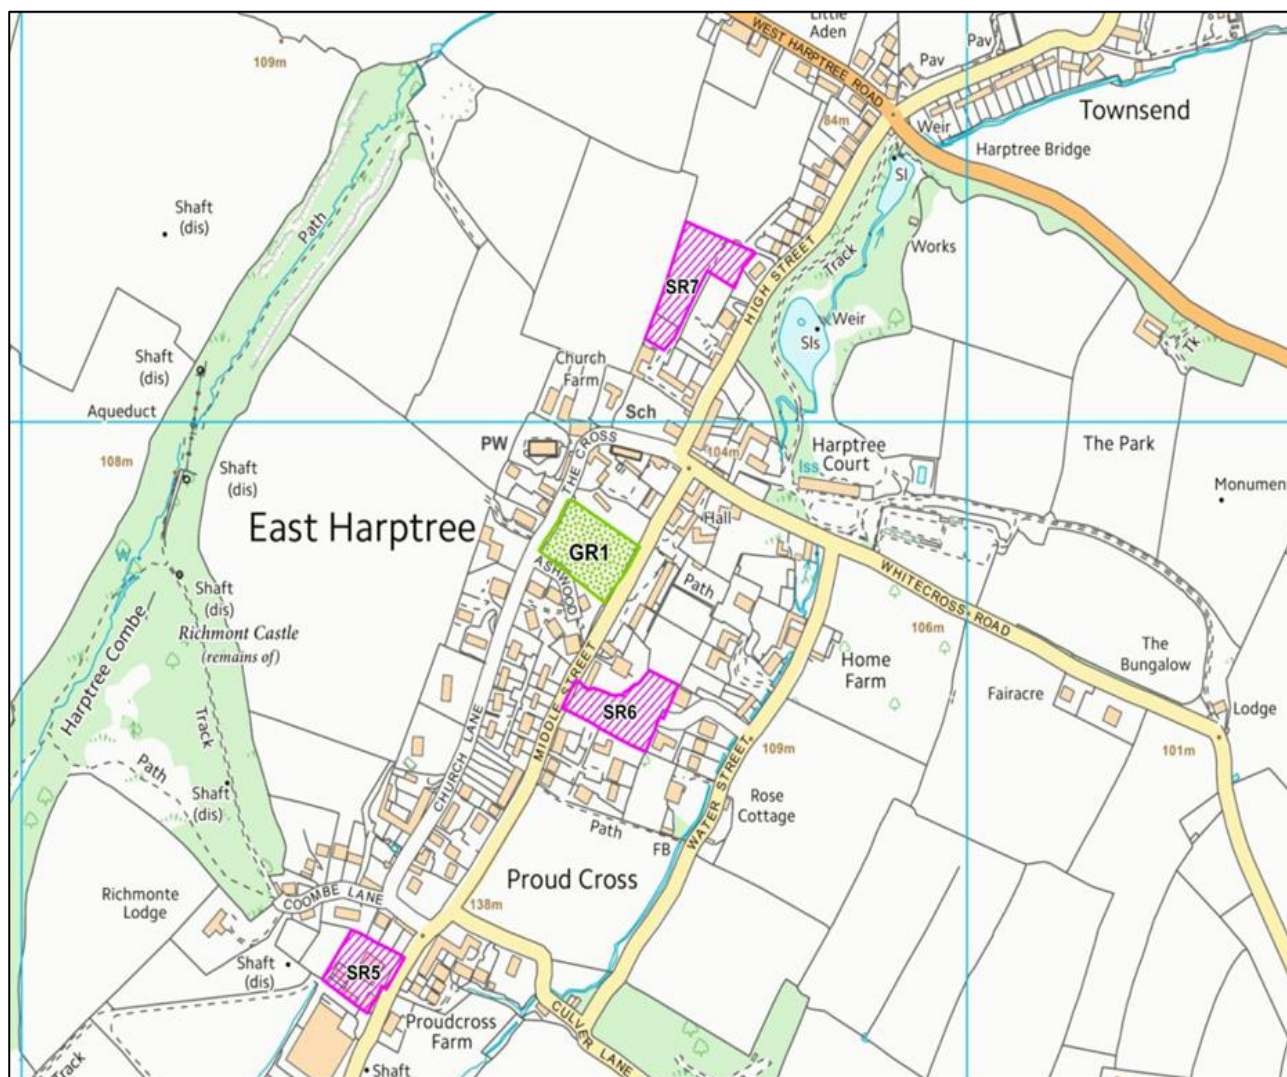 Little
Aden
WEST HARPTREE ROAD
Pav
Pav
109m
84m
Weir
Townsend
Harptree Bridge
Sl
Shaft
(dis)
Path
Track
Works
HIGH STREET
SR7
Weir
Sls
Tk
Shaft
(dis)
Church
Farm
Aqueduct
Sch
THE CROSS
PW
104m
Harptree
Court
The Park
108m
Shaft
(dis)
Iss
Monument
East Harptree
Hall
GR1
W
ASHWOOD
Path
WHITECROSS ROAD
Shaft
(dis)
Richmont Castle
(remains of)
Harptree Combe
106m
The
Bungalow
Home
Farm
MIDDLE STREET
Fairacre
Lodge
SR6
Track
CHURCH LANE
109m
101m
WATER STREET
Path
Shaft
(dis)
Rose
Cottage
Path
FB
Proud Cross
Richmonte
Lodge
COOMBE LANE
138m
SR5
Shaft
(dis)
Proudcross
Farm
CULVER LANE
Track
Shaft